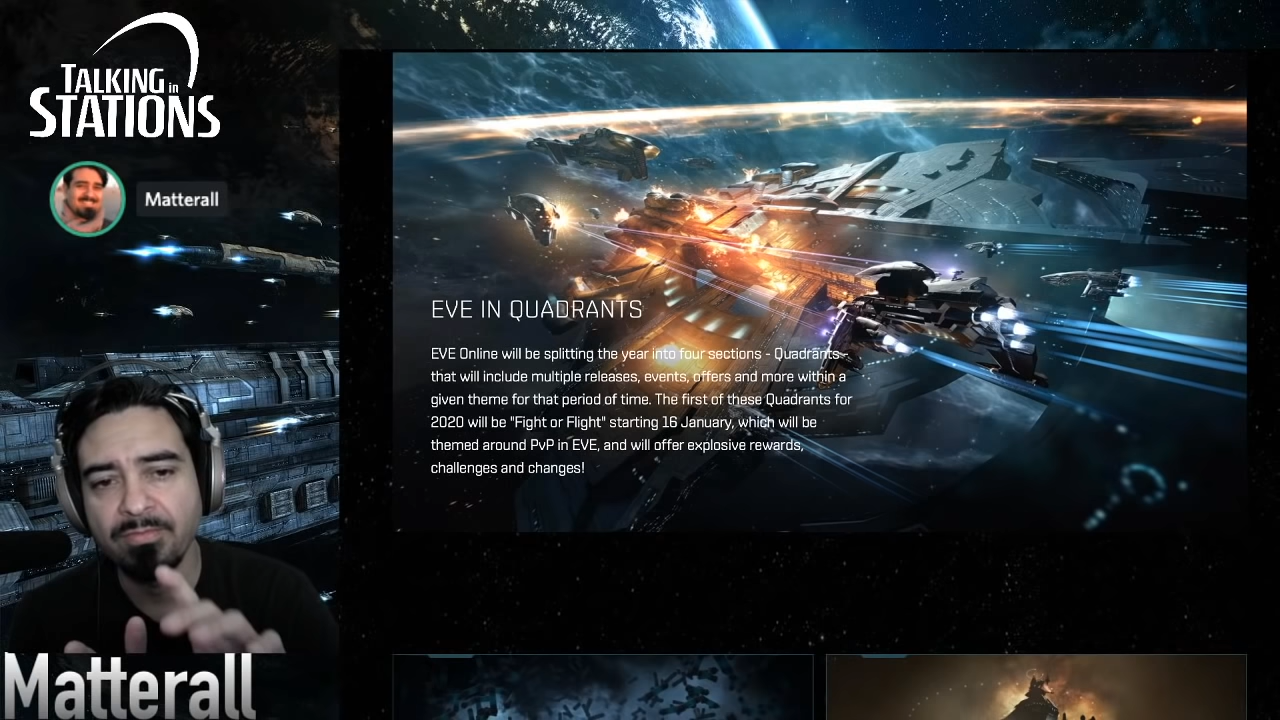 TALKING in
STATIONS
Matterall
EVE IN QUADRANTS
EVE Online will be splitting the year into four sections - Quadrants -
that will include multiple releases, events, offers and more within a
given theme for that period of time. The first of these Quadrants for
2020 will be "Fight or Flight" starting 16 January, which will be
themed around PvP in EVE, and will offer explosive rewards,
challenges and changes!
Matterall